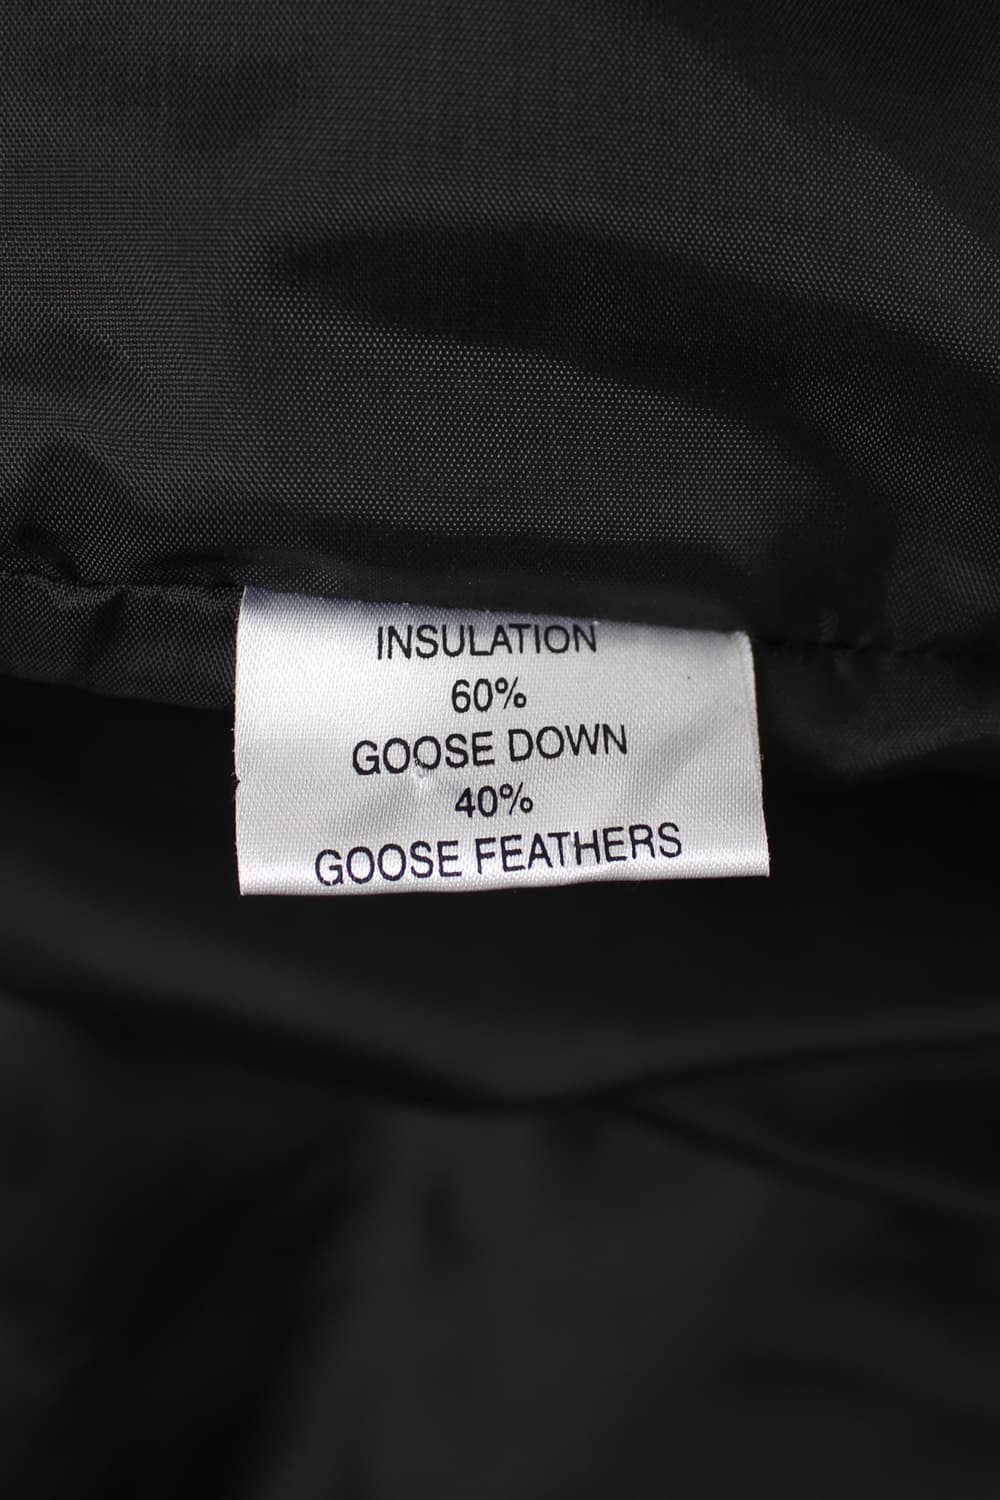 INSULATION
60%
GOOSE DOWN
40%
GOOSE FEATHERS